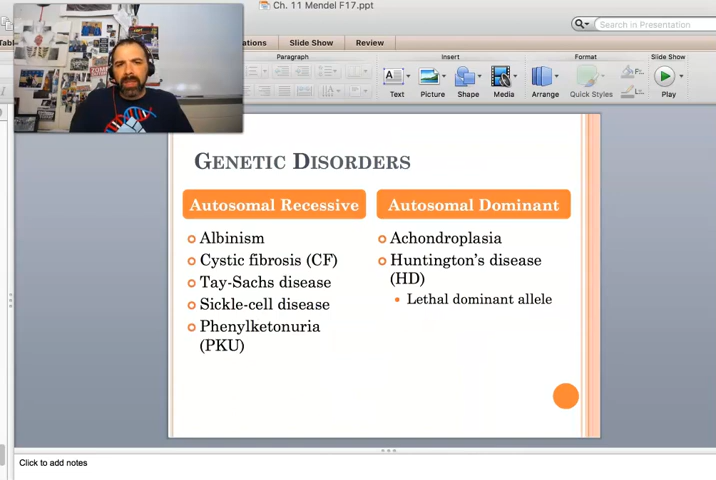 Ch. 11 Mendel F17.ppt
Search in Presentation
ations Slide Show Review
Paragraph Insert Format Slide Show
Text Picture Shape Media Arrange Quick Styles Play
GENETIC DISORDERS
Autosomal Recessive
Albinism
Cystic fibrosis (CF)
Tay-Sachs disease
Sickle-cell disease
Phenylketonuria
(PKU)
Autosomal Dominant
Achondroplasia
Huntington's disease
(HD)
Lethal dominant allele
Click to add notes